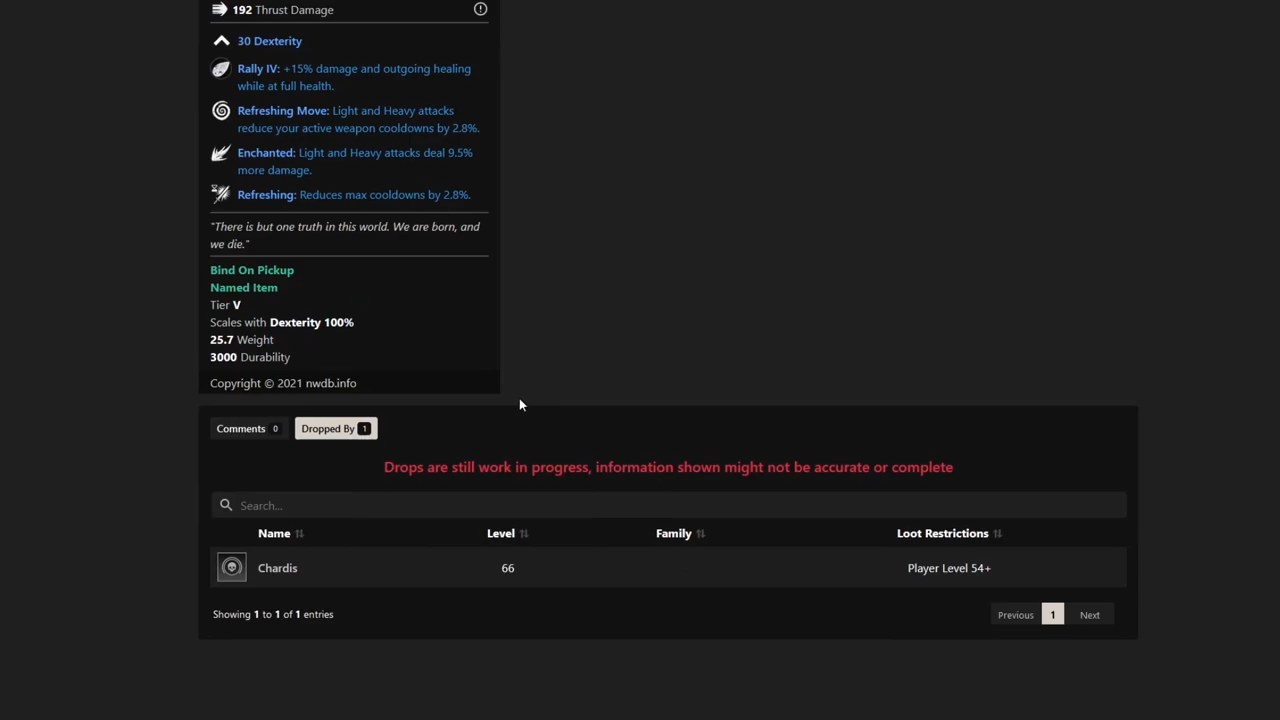 192 Thrust Damage
30 Dexterity
Rally IV: +15% damage and outgoing healing
while at full health.
Refreshing Move: Light and Heavy attacks
reduce your active weapon cooldowns by 2.8%.
Enchanted: Light and Heavy attacks deal 9.5%
more damage.
Refreshing: Reduces max cooldowns by 2.8%.
"There is but one truth in this world. We are born, and
we die."
Bind On Pickup
Named Item
Tier V
Scales with Dexterity 100%
25.7 Weight
3000 Durability
Copyright © 2021 nwdb.info
Comments 0 Dropped By 1
Drops are still work in progress, information shown might not be accurate or complete
Search...
Name Level Family Loot Restrictions
Chardis 66 Player Level 54+
Showing 1 to 1 of 1 entries Previous 1 Next